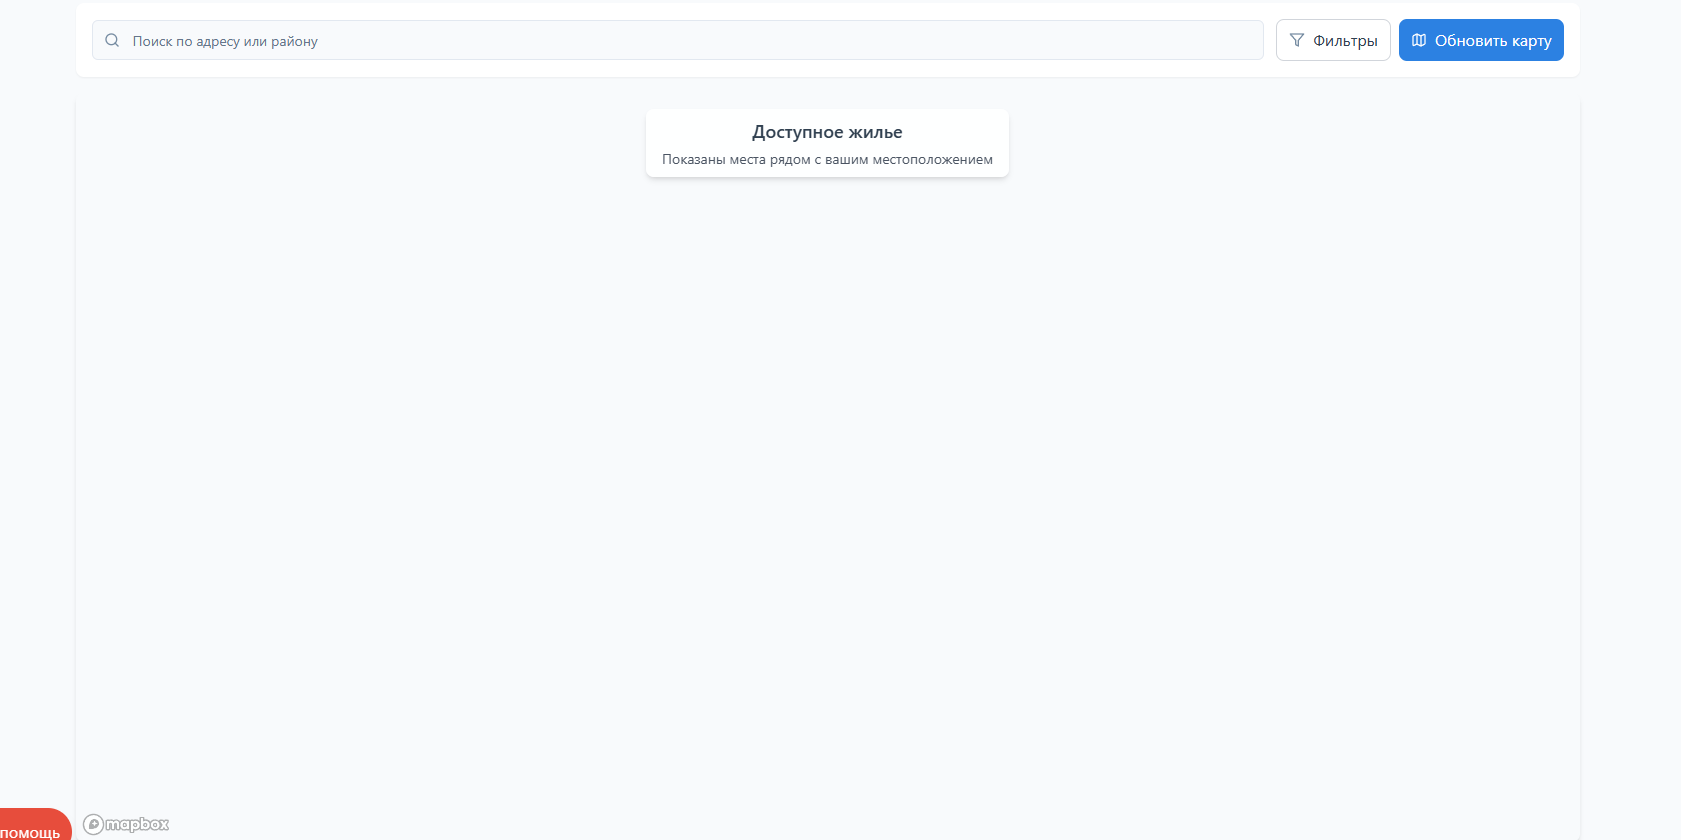 Поиск по адресу или району
Фильтры
Обновить карту
Доступное жилье
Показаны места рядом с вашим местоположением
помощь
mapbox